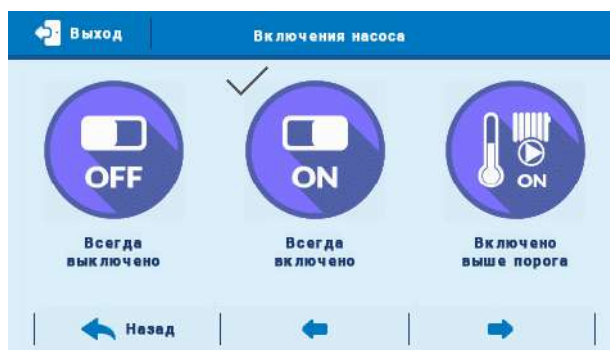 Выход
Включения насоса
OFF
ON
ON
Всегда
выключено
Всегда
включено
Включено
выше порога
Назад